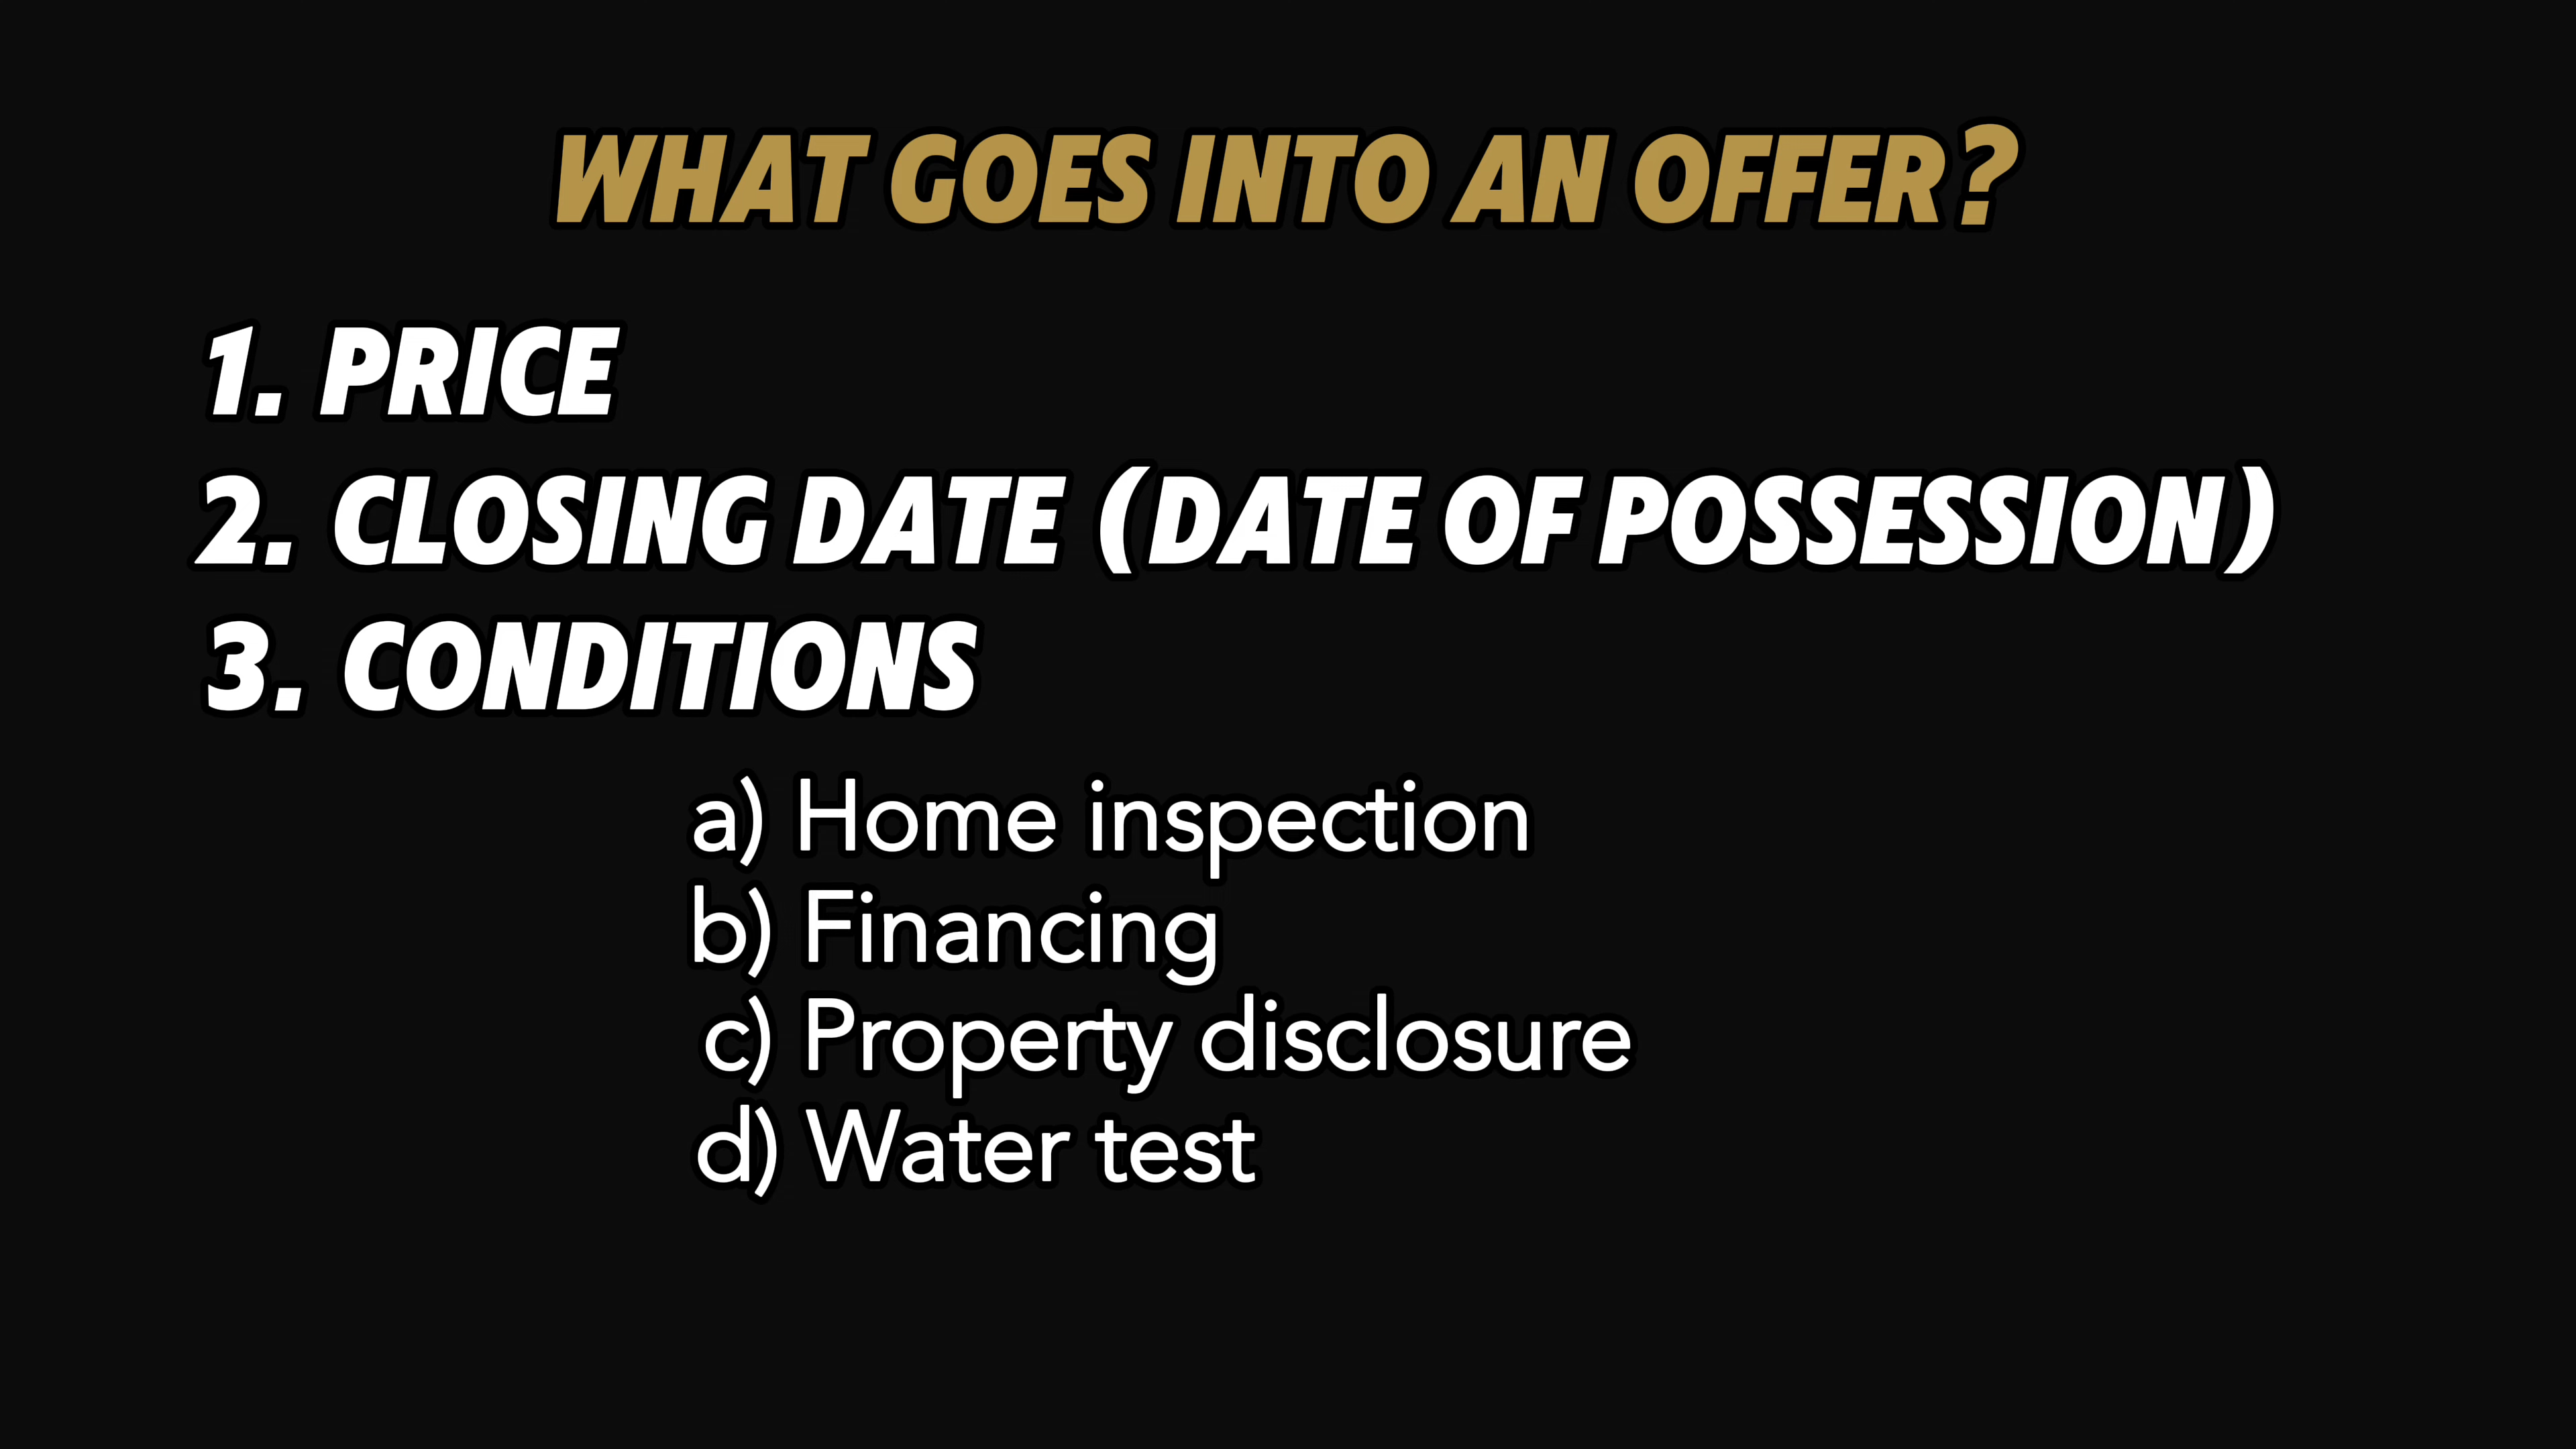 WHAT GOES INTO AN OFFER?
1. PRICE
2. CLOSING DATE (DATE OF POSSESSION)
3. CONDITIONS
a) Home inspection
b) Financing
c) Property disclosure
d) Water test